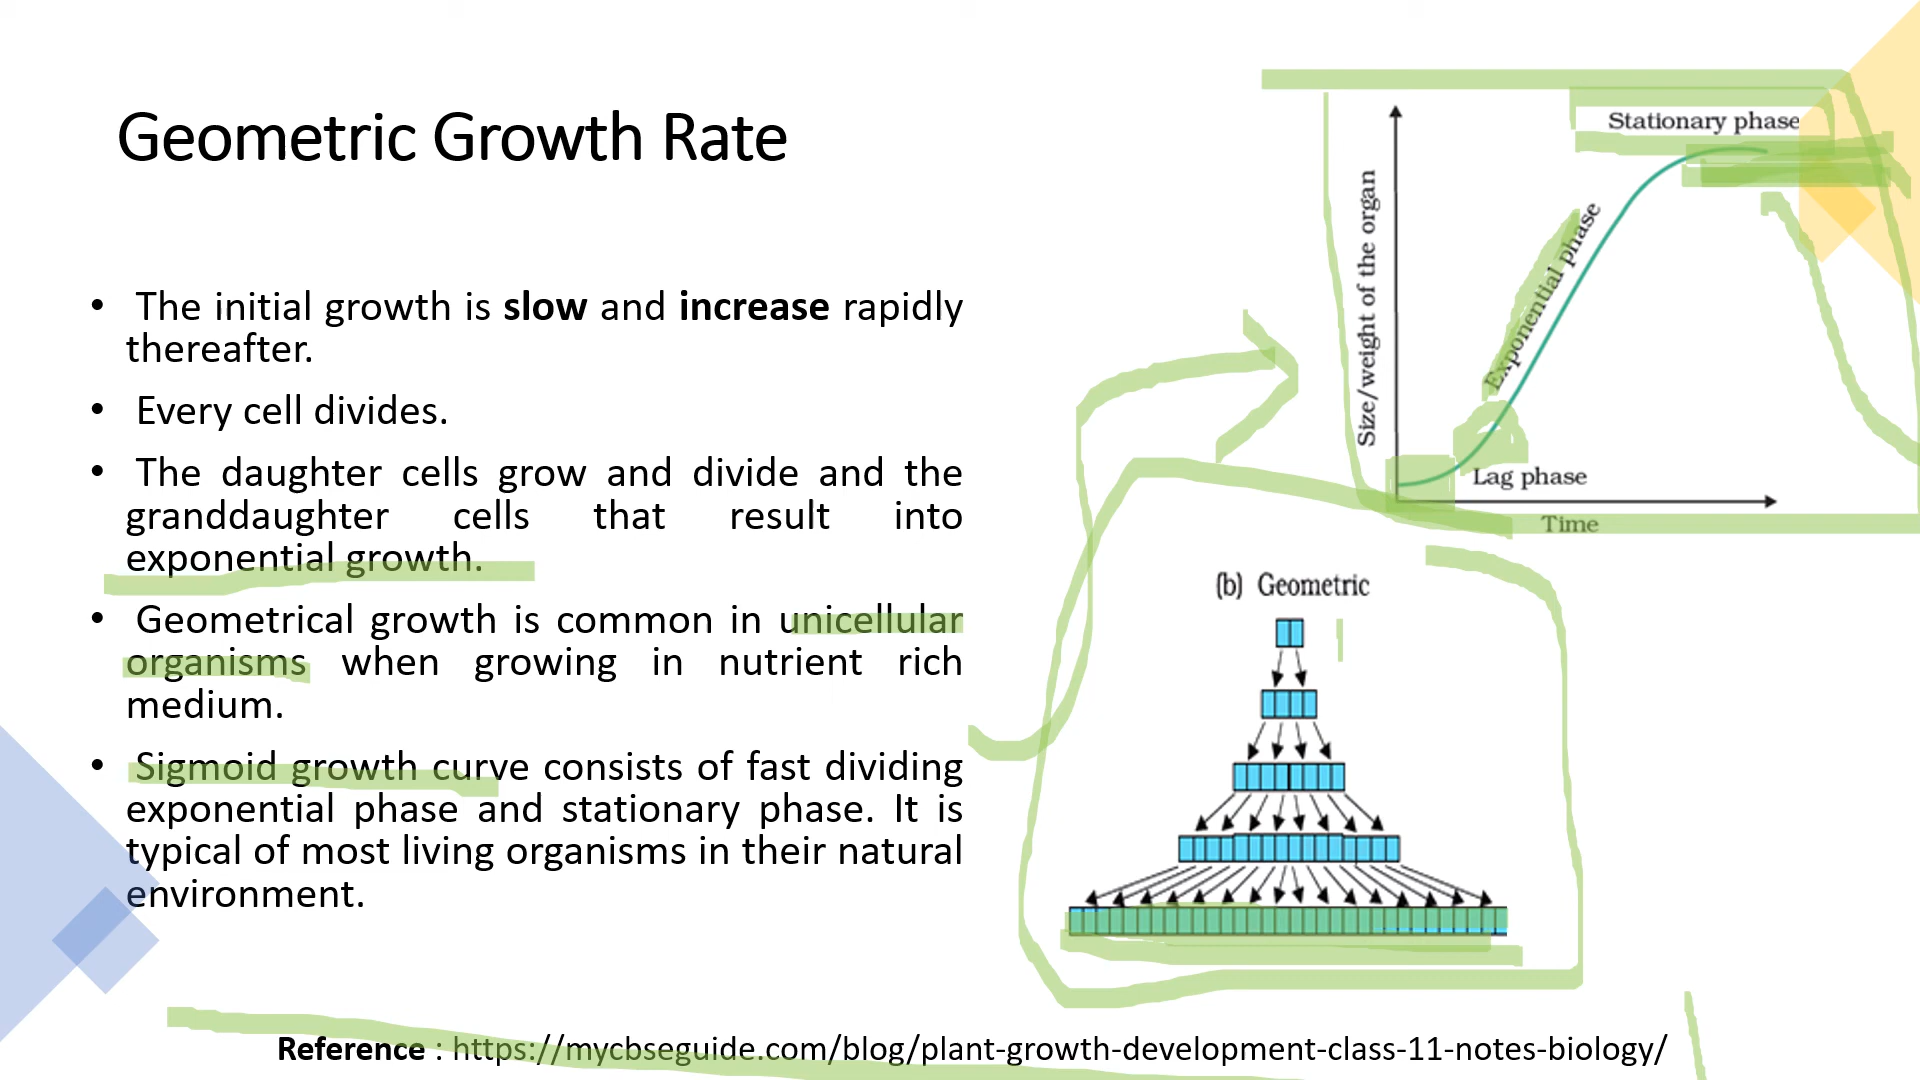 Geometric Growth Rate
• The initial growth is slow and increase rapidly
thereafter.
• Every cell divides.
• The daughter cells grow and divide and the
granddaughter cells that result into
exponential growth.
• Geometrical growth is common in unicellular
organisms when growing in nutrient rich
medium.
• Sigmoid growth curve consists of fast dividing
exponential phase and stationary phase. It is
typical of most living organisms in their natural
environment.
Stationary phase
Size/weight of the organ
Exponential phase
Lag phase
Time
(b) Geometric
Reference : https://mycbseguide.com/blog/plant-growth-development-class-11-notes-biology/